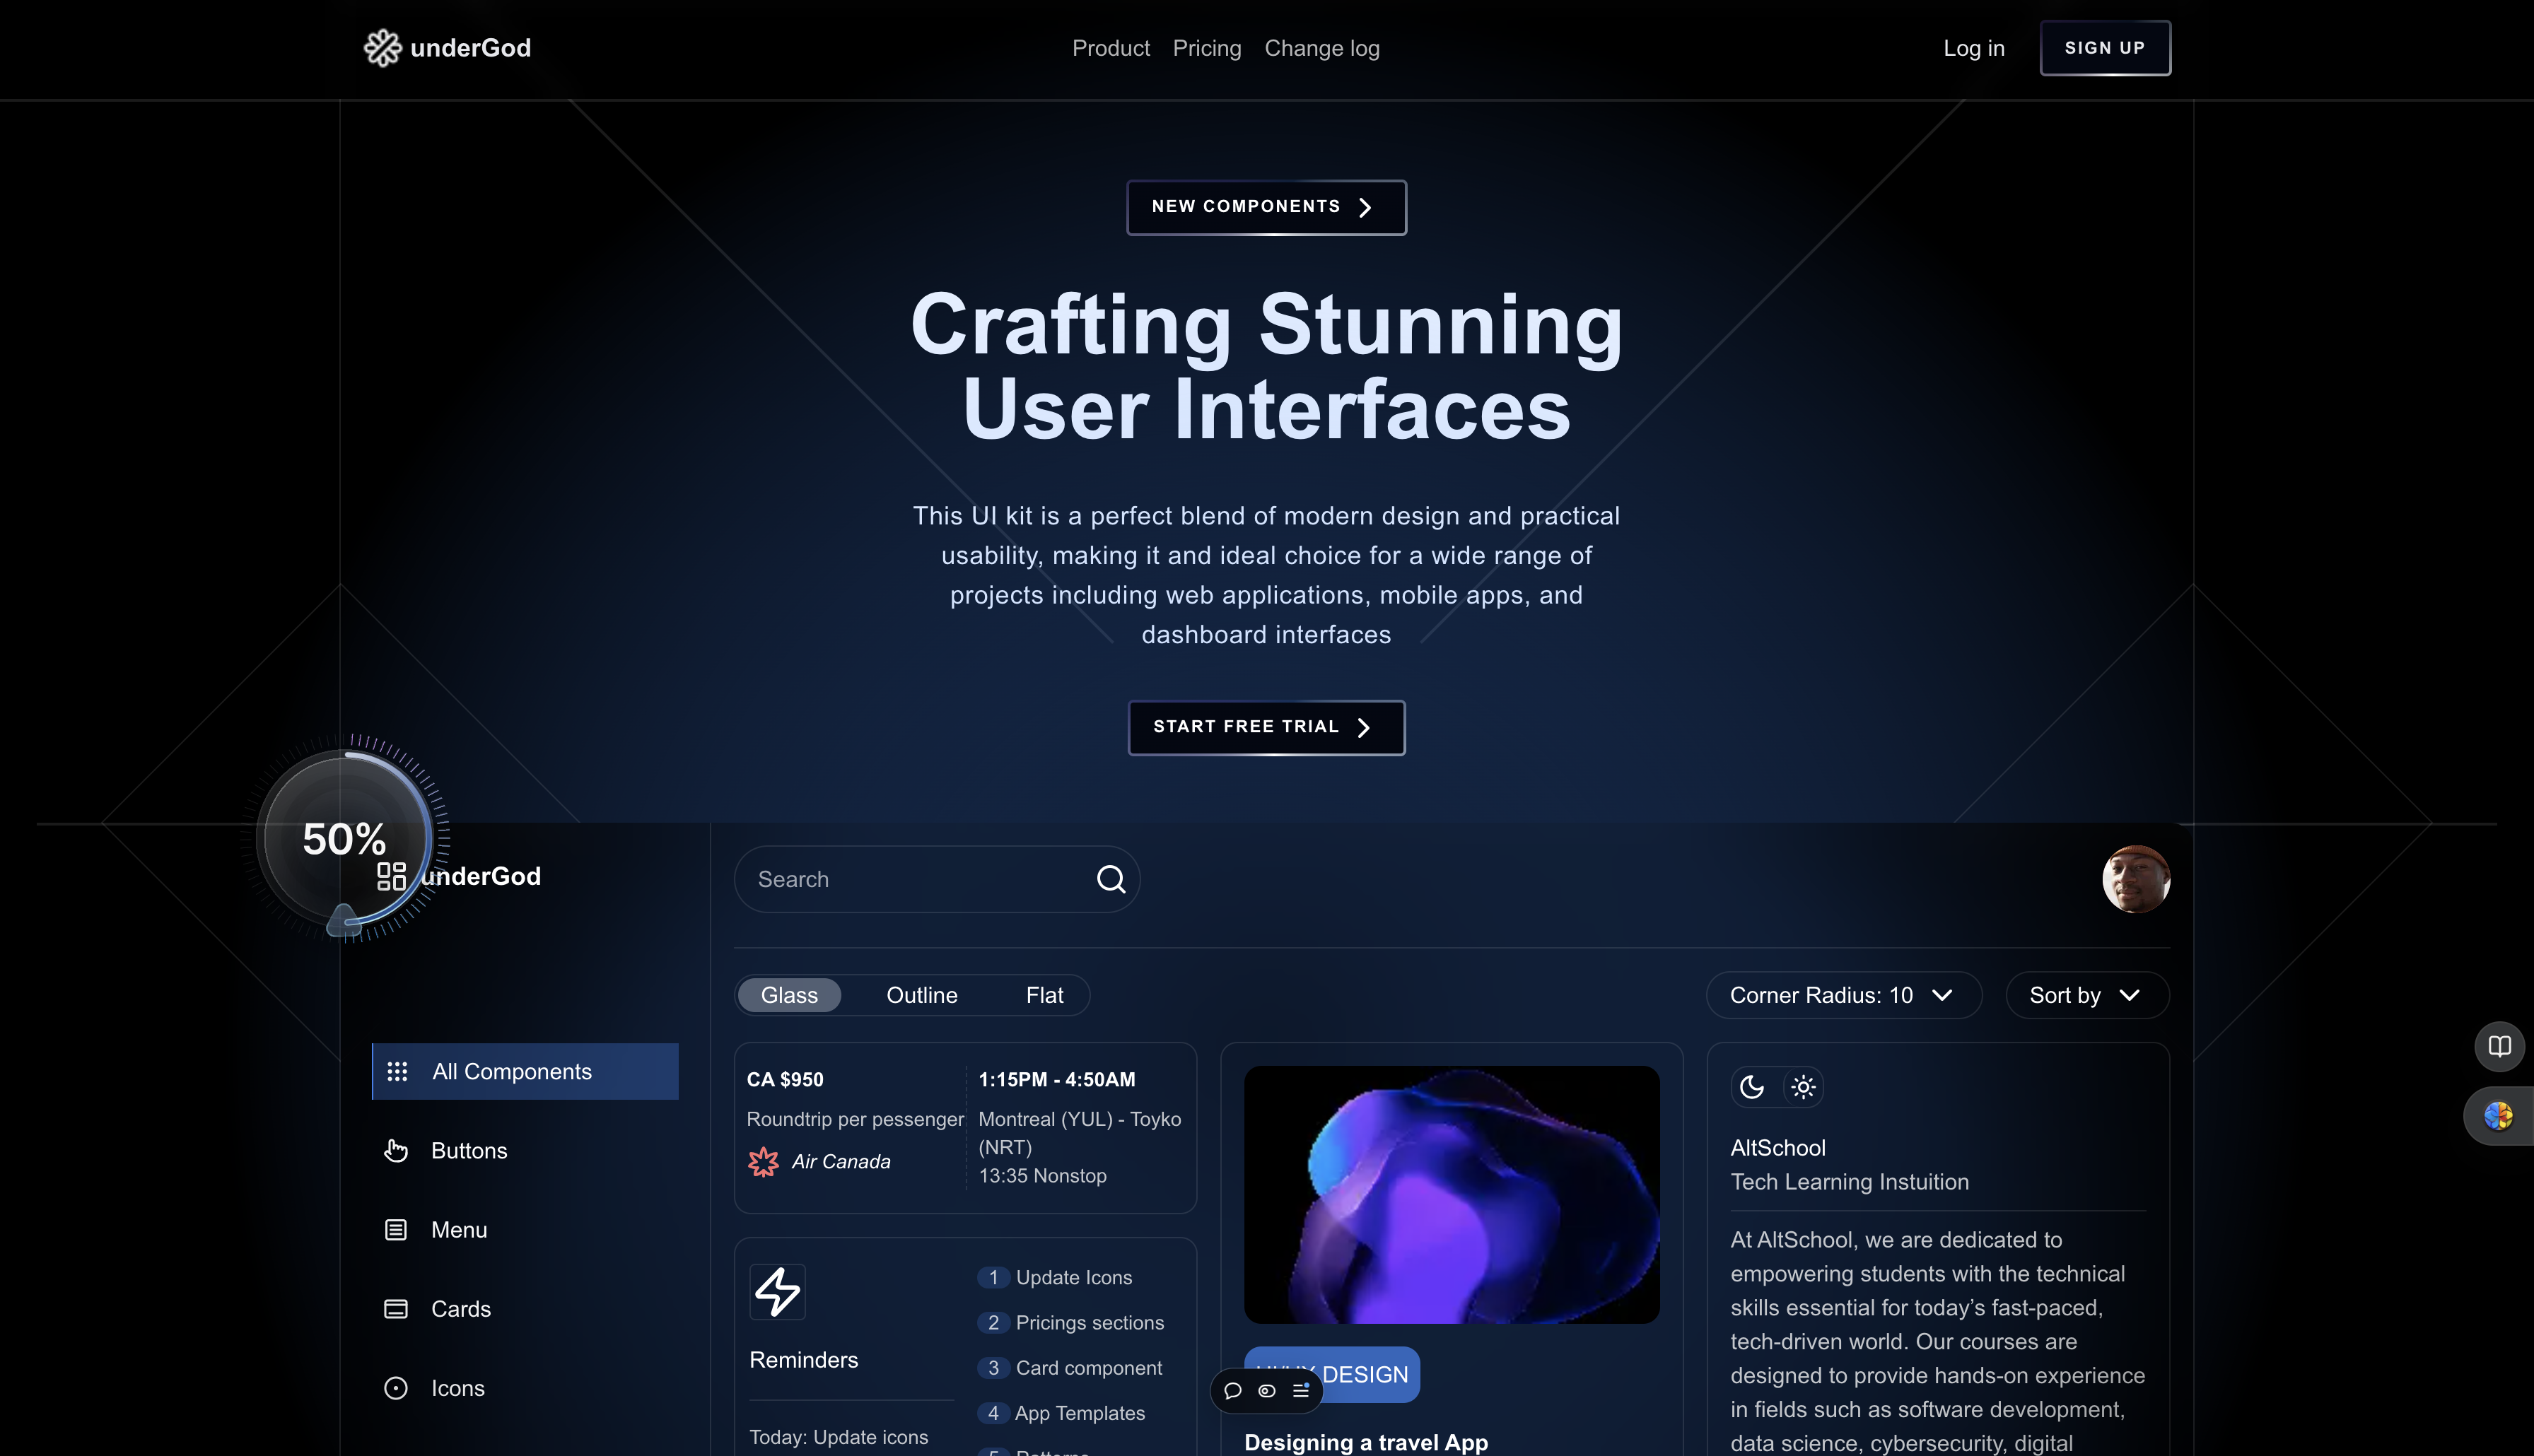 underGod
Product
Pricing
Change log
Log in
SIGN UP
NEW COMPONENTS
Crafting Stunning
User Interfaces
This UI kit is a perfect blend of modern design and practical
usability, making it and ideal choice for a wide range of
projects including web applications, mobile apps, and
dashboard interfaces
START FREE TRIAL
50%
underGod
Search
All Components
Buttons
Menu
Cards
Icons
Glass
Outline
Flat
Corner Radius: 10
Sort by
CA $950
Roundtrip per pessenger
Air Canada
1:15PM - 4:50AM
Montreal (YUL) - Toyko
(NRT)
13:35 Nonstop
Reminders
Today: Update icons
1 Update Icons
2 Pricings sections
3 Card component
4 App Templates
DESIGN
Designing a travel App
AltSchool
Tech Learning Instuition
At AltSchool, we are dedicated to
empowering students with the technical
skills essential for today’s fast-paced,
tech-driven world. Our courses are
designed to provide hands-on experience
in fields such as software development,
data science, cybersecurity, digital